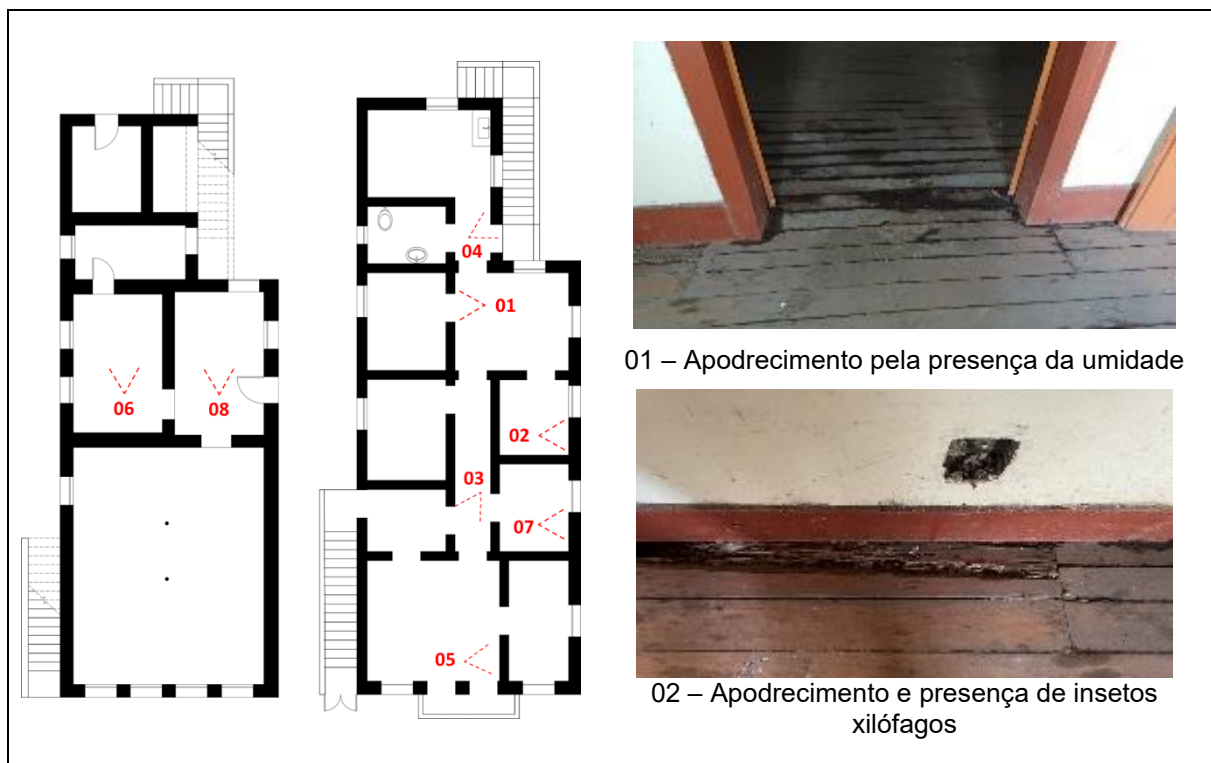 04
01
06
08
02
03
07
05
01 – Apodrecimento pela presença da umidade
02 – Apodrecimento e presença de insetos
xilófagos